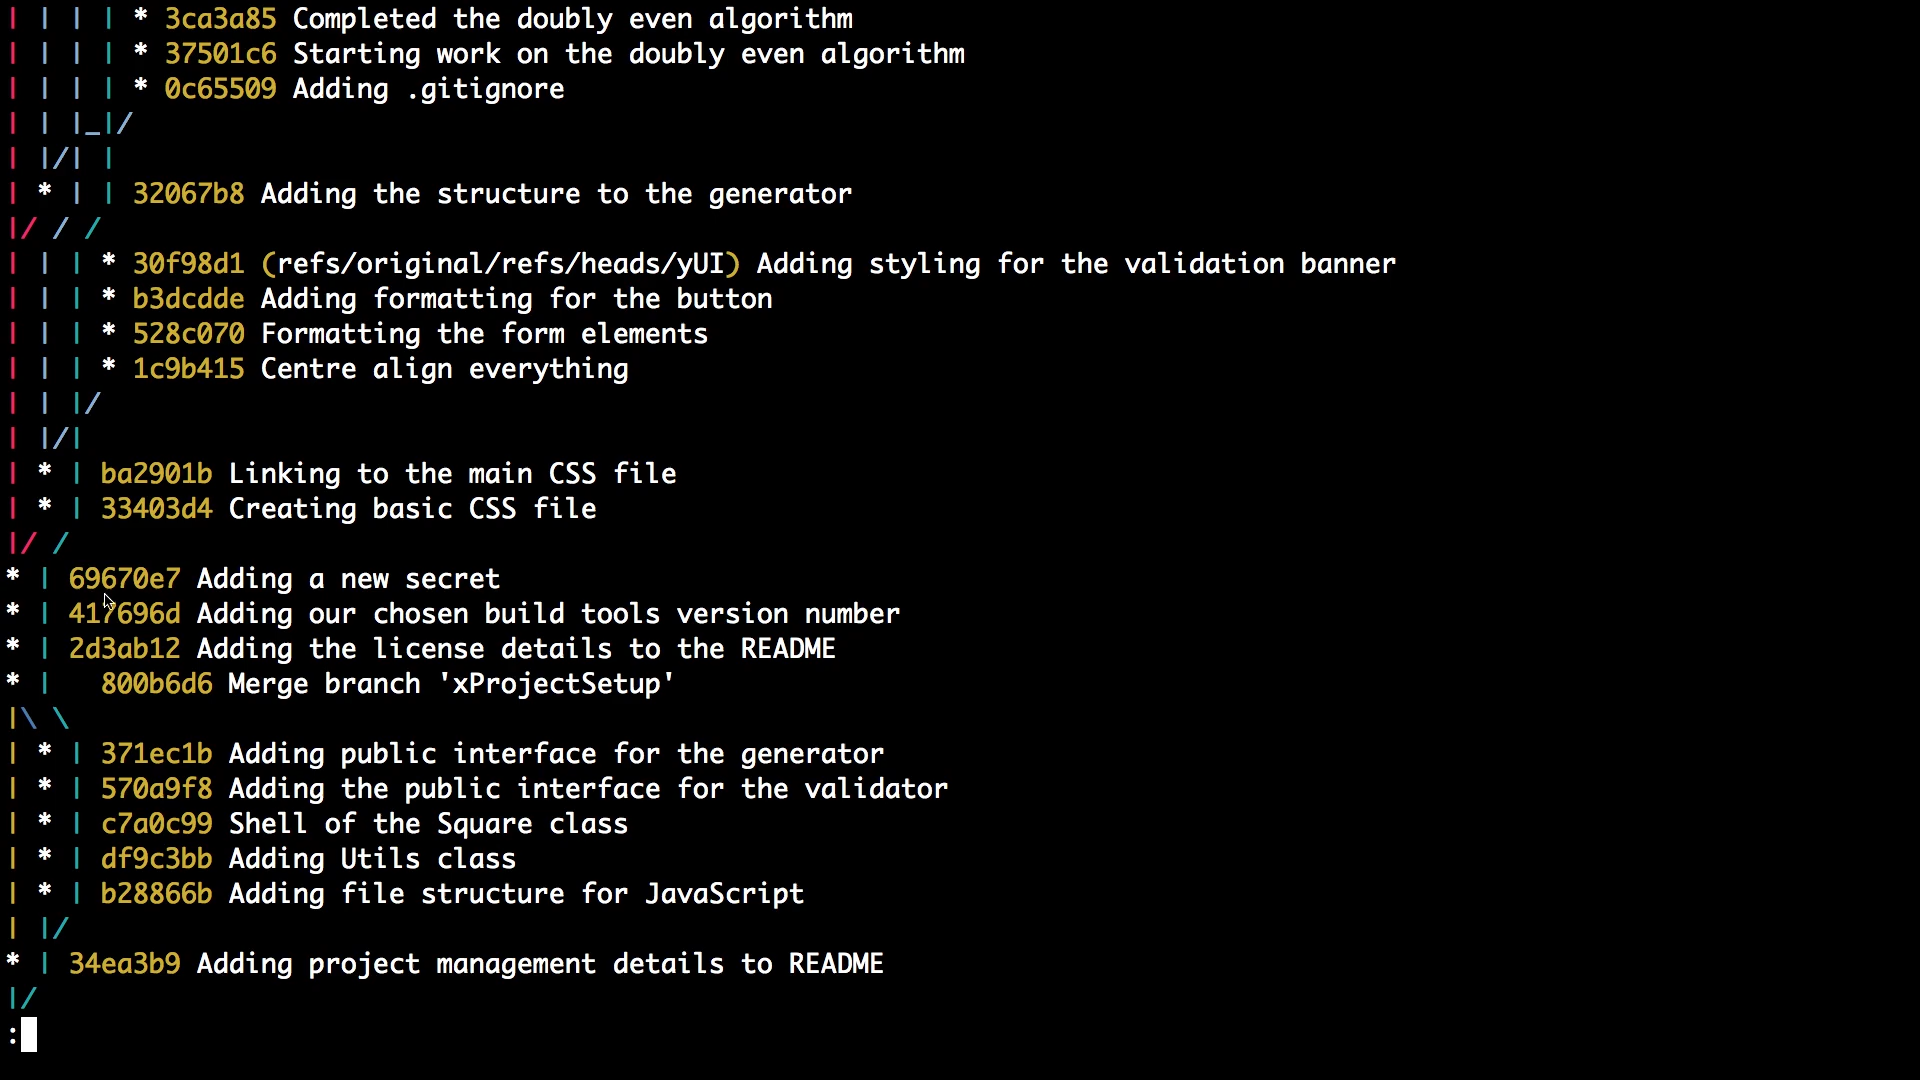 | | | | * 3ca3a85 Completed the doubly even algorithm
| | | | * 37501c6 Starting work on the doubly even algorithm
| | | | * 0c65509 Adding .gitignore
| | |_|/
| |/| |
| * | | 32067b8 Adding the structure to the generator
|/ / /
| | | * 30f98d1 (refs/original/refs/heads/yUI) Adding styling for the validation banner
| | | * b3dcdde Adding formatting for the button
| | | * 528c070 Formatting the form elements
| | | * 1c9b415 Centre align everything
| | |/
| |/|
| * | ba2901b Linking to the main CSS file
| * | 33403d4 Creating basic CSS file
|/ /
* | 69670e7 Adding a new secret
* | 417696d Adding our chosen build tools version number
* | 2d3ab12 Adding the license details to the README
* |   800b6d6 Merge branch 'xProjectSetup'
|\ \
| * | 371ec1b Adding public interface for the generator
| * | 570a9f8 Adding the public interface for the validator
| * | c7a0c99 Shell of the Square class
| * | df9c3bb Adding Utils class
| * | b28866b Adding file structure for JavaScript
| |/
* | 34ea3b9 Adding project management details to README
|/
: